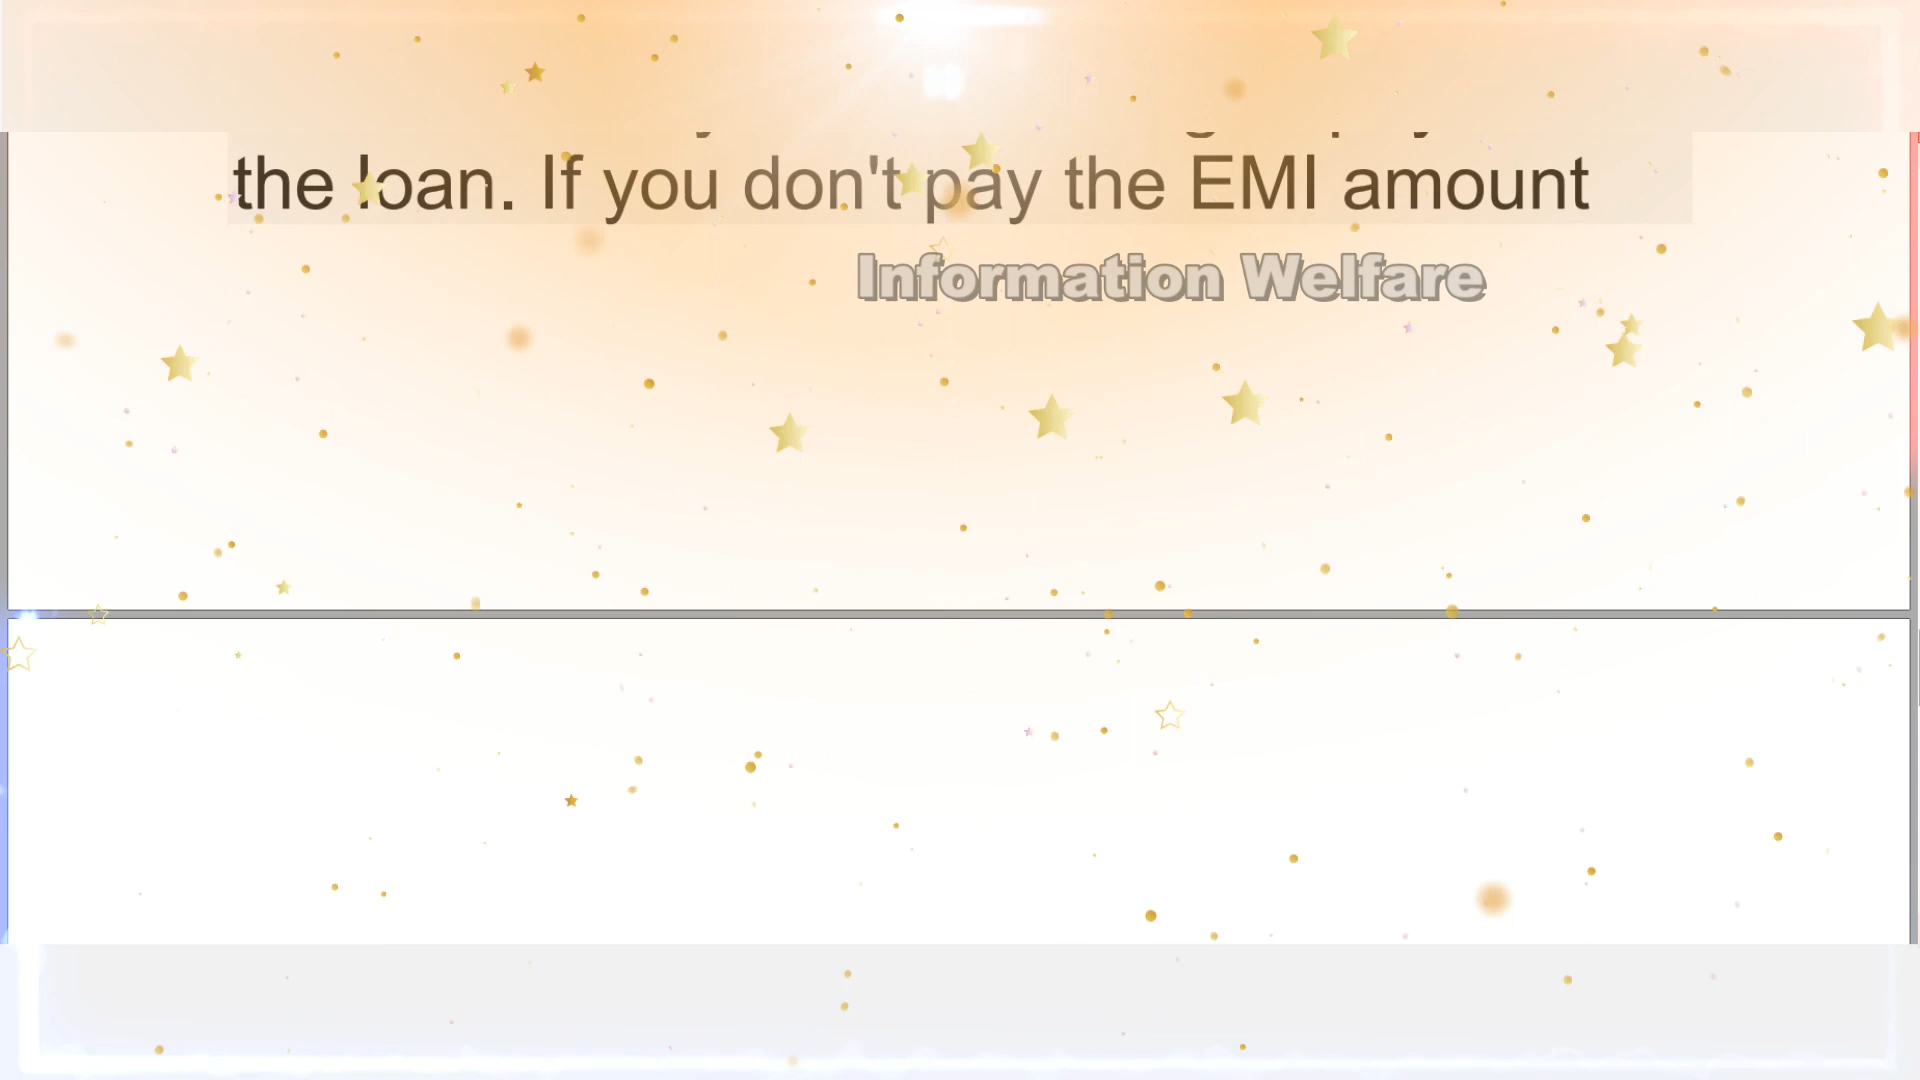 the loan. If you don't pay the EMI amount
Information Welfare